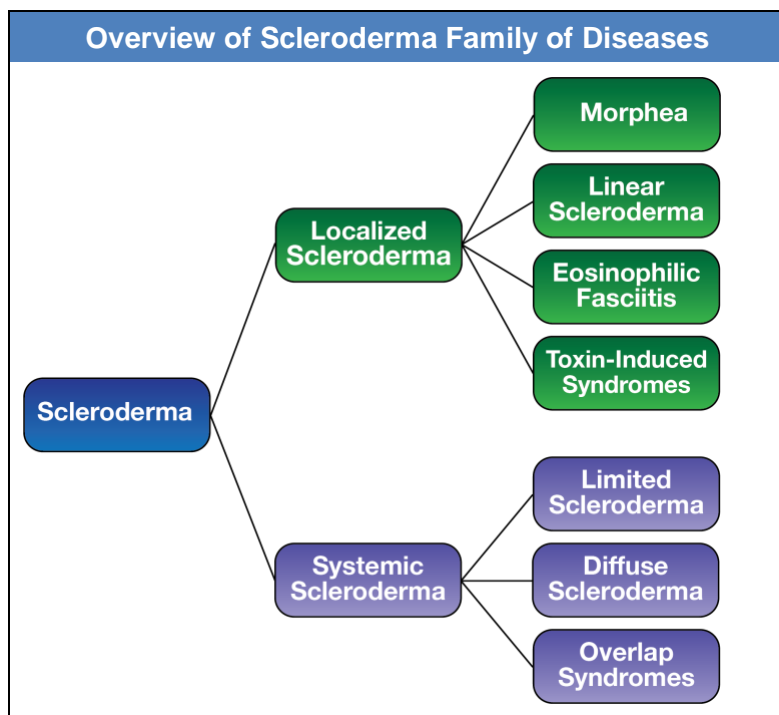 Overview of Scleroderma Family of Diseases
Morphea
Linear
Scleroderma
Localized
Scleroderma
Eosinophilic
Fasciitis
Toxin-Induced
Syndromes
Scleroderma
Limited
Scleroderma
Systemic
Scleroderma
Diffuse
Scleroderma
Overlap
Syndromes